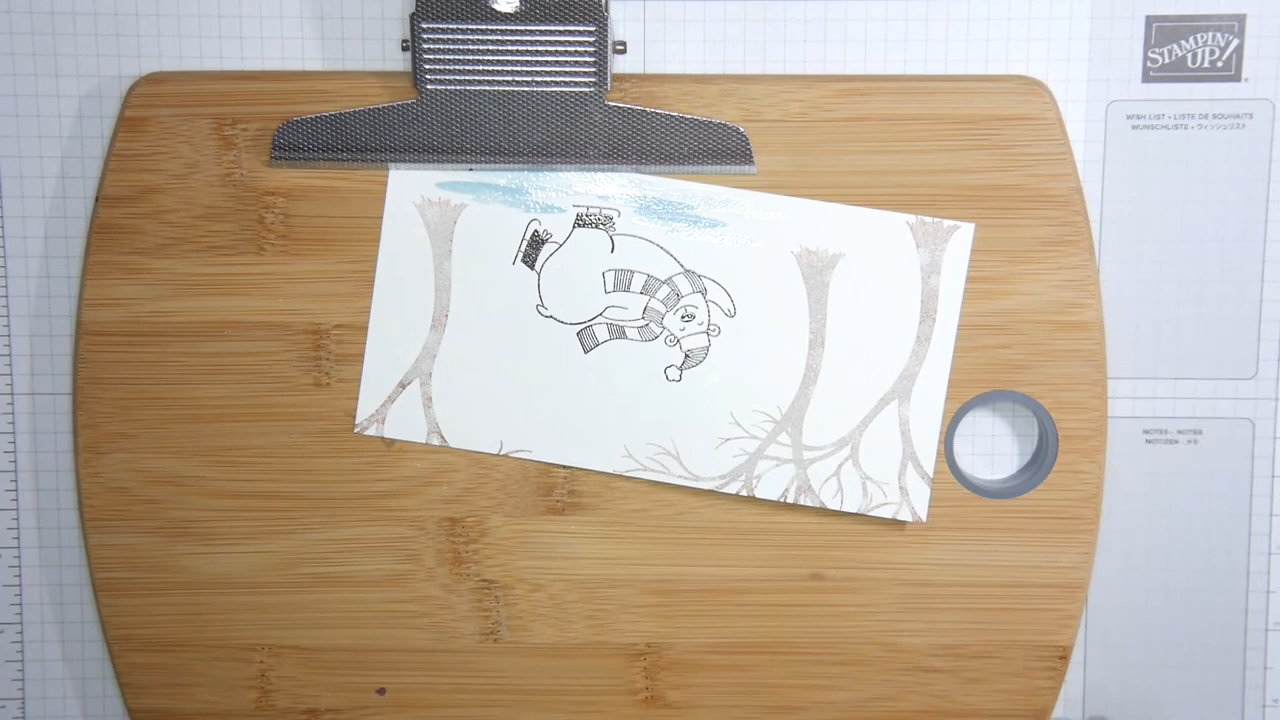 STAMPIN'
UP!
WISH LIST • LISTE DE SOUHAITS
WUNSCHLISTE • ウィッシュリスト
NOTES • NOTES
NOTIZEN • メモ